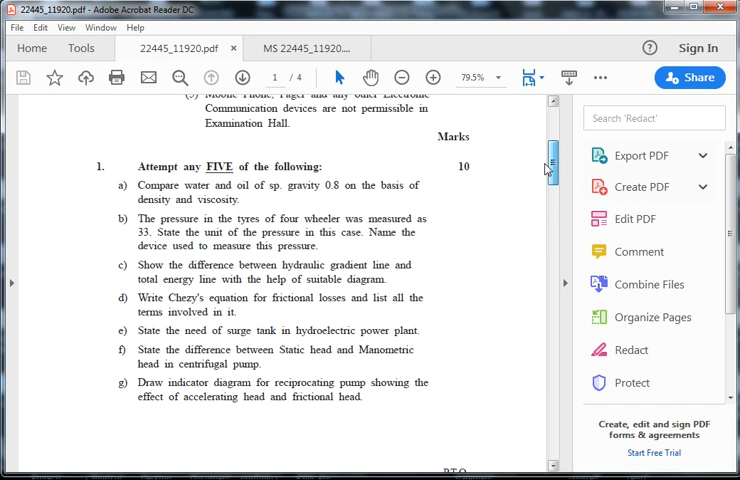 22445_11920.pdf - Adobe Acrobat Reader DC
File Edit View Window Help
Home Tools 22445_11920.pdf × MS 22445_11920.... ? Sign In
1 / 4 79.5% Share
(5) Mobile Phone, Pager and any other Electronic
Communication devices are not permissible in
Examination Hall.
Marks
1. Attempt any FIVE of the following: 10
a) Compare water and oil of sp. gravity 0.8 on the basis of
density and viscosity.
b) The pressure in the tyres of four wheeler was measured as
33. State the unit of the pressure in this case. Name the
device used to measure this pressure.
c) Show the difference between hydraulic gradient line and
total energy line with the help of suitable diagram.
d) Write Chezy's equation for frictional losses and list all the
terms involved in it.
e) State the need of surge tank in hydroelectric power plant.
f) State the difference between Static head and Manometric
head in centrifugal pump.
g) Draw indicator diagram for reciprocating pump showing the
effect of accelerating head and frictional head.
P.T.O.
Search 'Redact'
Export PDF
Create PDF
Edit PDF
Comment
Combine Files
Organize Pages
Redact
Protect
Create, edit and sign PDF
forms & agreements
Start Free Trial